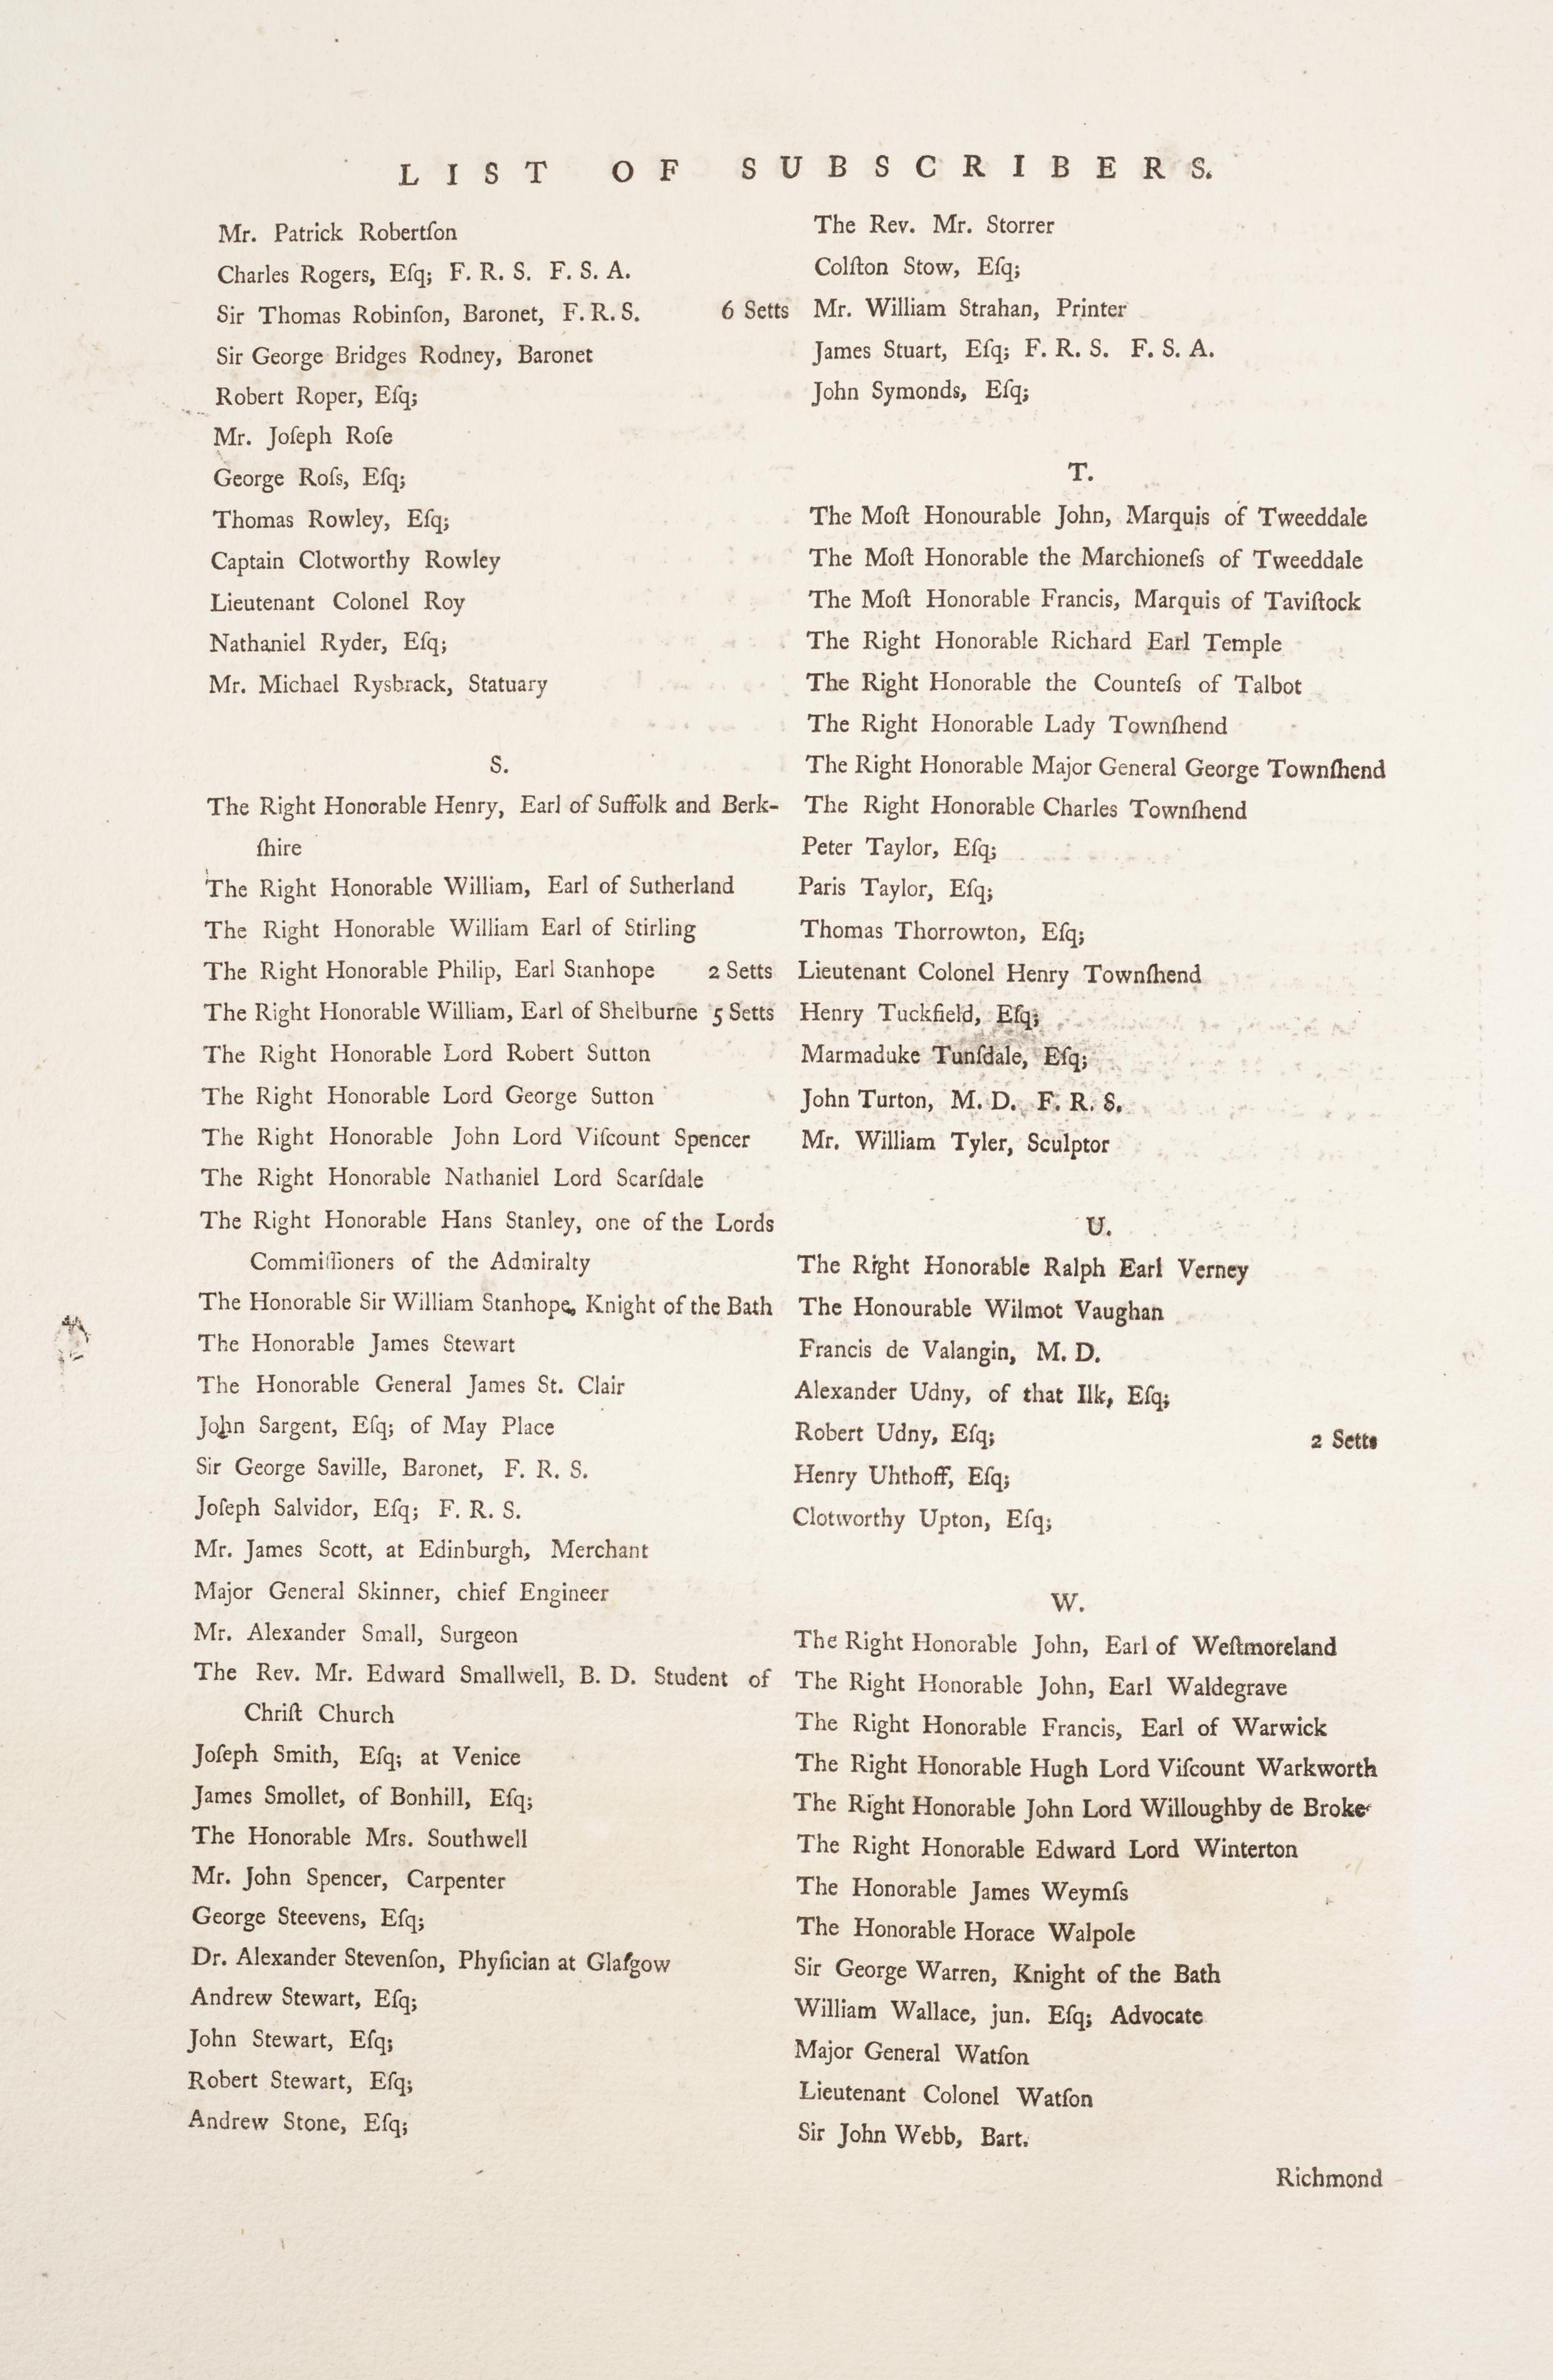 LIST OF SUBSCRIBERS.
Mr. Patrick Robertſon
Charles Rogers, Eſq; F. R. S. F. S. A.
Sir Thomas Robinſon, Baronet, F. R. S. 6 Setts
Sir George Bridges Rodney, Baronet
Robert Roper, Eſq;
Mr. Joſeph Roſe
George Roſs, Eſq;
Thomas Rowley, Eſq;
Captain Clotworthy Rowley
Lieutenant Colonel Roy
Nathaniel Ryder, Eſq;
Mr. Michael Rysbrack, Statuary
S.
The Right Honorable Henry, Earl of Suffolk and Berk-
ſhire
The Right Honorable William, Earl of Sutherland
The Right Honorable William Earl of Stirling
The Right Honorable Philip, Earl Stanhope 2 Setts
The Right Honorable William, Earl of Shelburne 5 Setts
The Right Honorable Lord Robert Sutton
The Right Honorable Lord George Sutton
The Right Honorable John Lord Viſcount Spencer
The Right Honorable Nathaniel Lord Scarſdale
The Right Honorable Hans Stanley, one of the Lords
Commiſſioners of the Admiralty
The Honorable Sir William Stanhope, Knight of the Bath
The Honorable James Stewart
The Honorable General James St. Clair
John Sargent, Eſq; of May Place
Sir George Saville, Baronet, F. R. S.
Joſeph Salvidor, Eſq; F. R. S.
Mr. James Scott, at Edinburgh, Merchant
Major General Skinner, chief Engineer
Mr. Alexander Small, Surgeon
The Rev. Mr. Edward Smallwell, B. D. Student of
Chriſt Church
Joſeph Smith, Eſq; at Venice
James Smollet, of Bonhill, Eſq;
The Honorable Mrs. Southwell
Mr. John Spencer, Carpenter
George Steevens, Eſq;
Dr. Alexander Stevenſon, Phyſician at Glaſgow
Andrew Stewart, Eſq;
John Stewart, Eſq;
Robert Stewart, Eſq;
Andrew Stone, Eſq;
The Rev. Mr. Storrer
Colſton Stow, Eſq;
Mr. William Strahan, Printer
James Stuart, Eſq; F. R. S. F. S. A.
John Symonds, Eſq;
T.
The Moſt Honourable John, Marquis of Tweeddale
The Moſt Honorable the Marchioneſs of Tweeddale
The Moſt Honorable Francis, Marquis of Taviſtock
The Right Honorable Richard Earl Temple
The Right Honorable the Counteſs of Talbot
The Right Honorable Lady Townſhend
The Right Honorable Major General George Townſhend
The Right Honorable Charles Townſhend
Peter Taylor, Eſq;
Paris Taylor, Eſq;
Thomas Thorrowton, Eſq;
Lieutenant Colonel Henry Townſhend
Henry Tuckfield, Eſq;
Marmaduke Tunſdale, Eſq;
John Turton, M. D. F. R. S.
Mr. William Tyler, Sculptor
U.
The Right Honorable Ralph Earl Verney
The Honourable Wilmot Vaughan
Francis de Valangin, M. D.
Alexander Udny, of that Ilk, Eſq;
Robert Udny, Eſq; 2 Setts
Henry Uhthoff, Eſq;
Clotworthy Upton, Eſq;
W.
The Right Honorable John, Earl of Weſtmoreland
The Right Honorable John, Earl Waldegrave
The Right Honorable Francis, Earl of Warwick
The Right Honorable Hugh Lord Viſcount Warkworth
The Right Honorable John Lord Willoughby de Broke
The Right Honorable Edward Lord Winterton
The Honorable James Weymſs
The Honorable Horace Walpole
Sir George Warren, Knight of the Bath
William Wallace, jun. Eſq; Advocate
Major General Watſon
Lieutenant Colonel Watſon
Sir John Webb, Bart.
Richmond